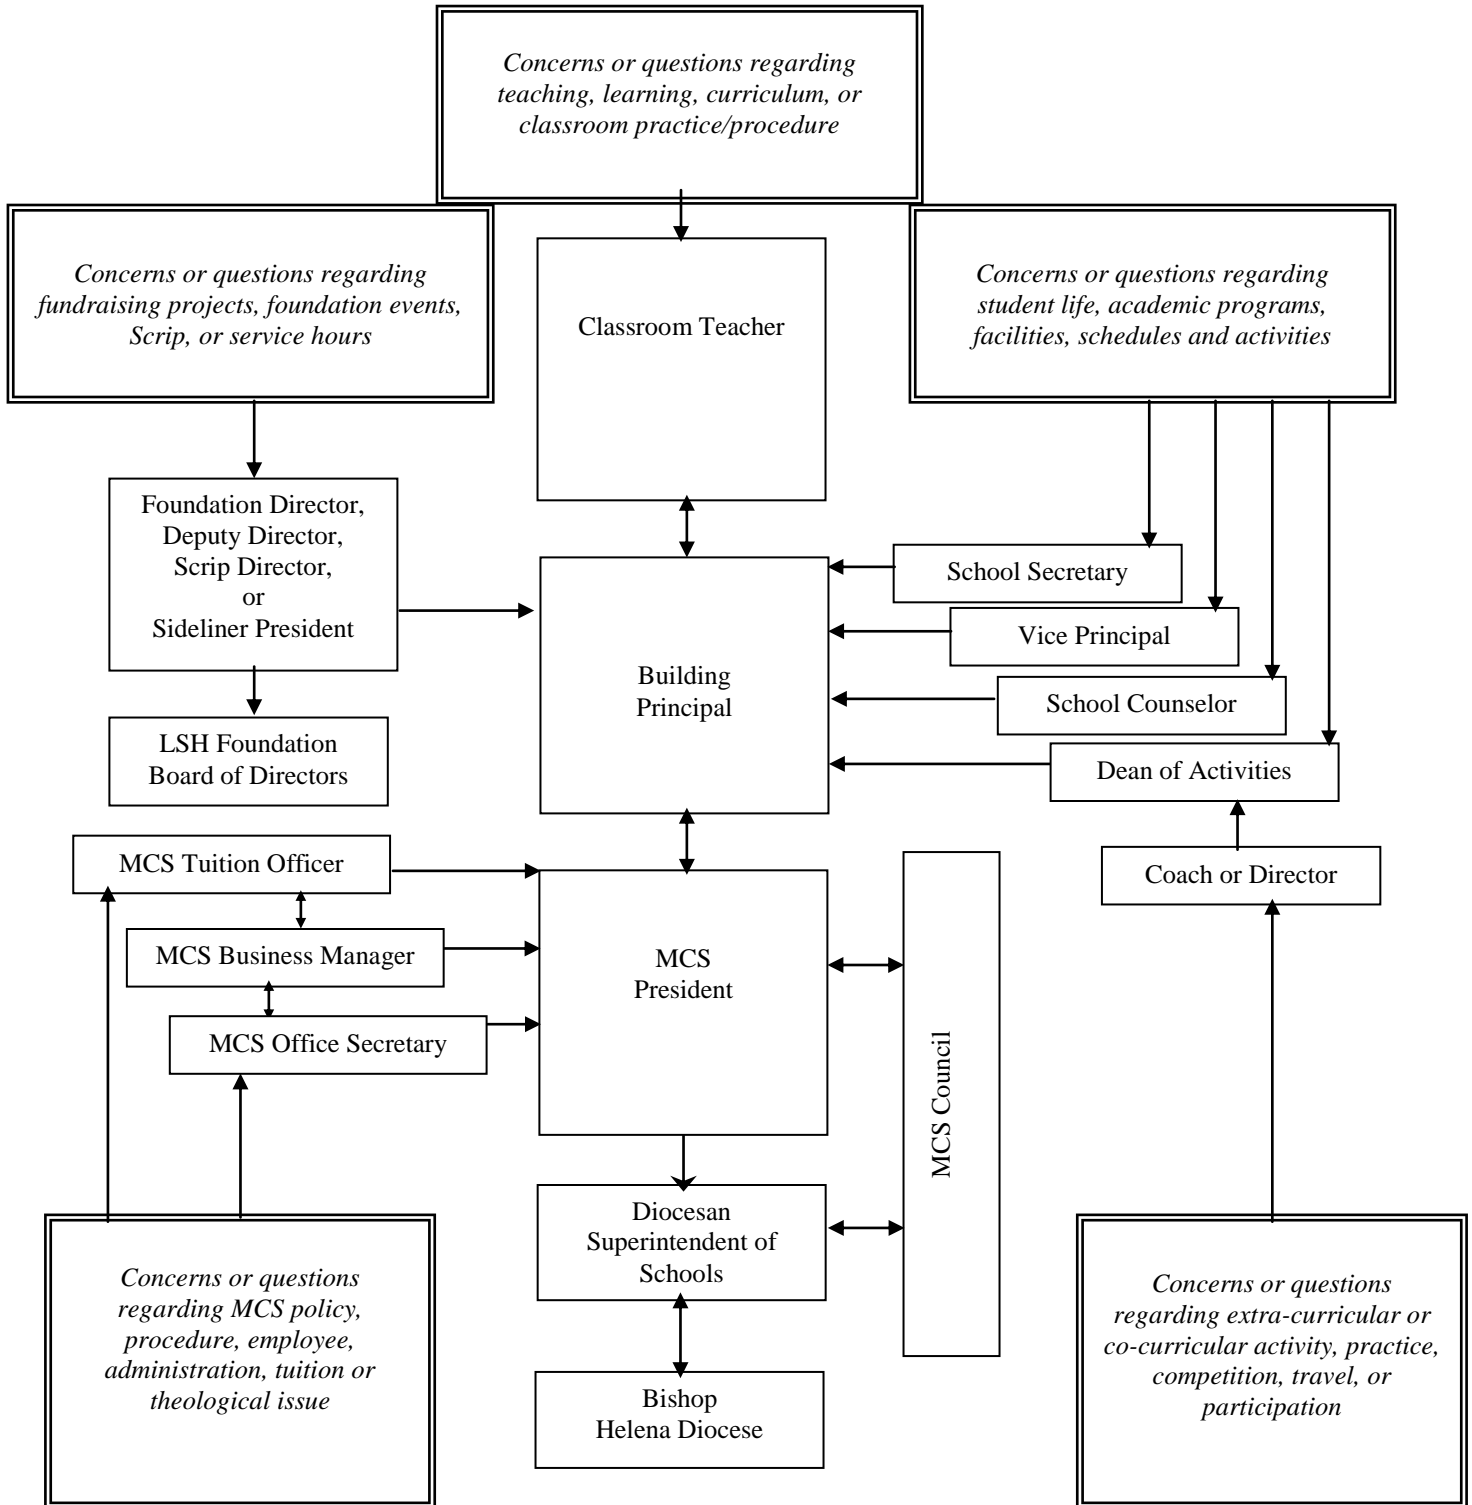 Concerns or questions regarding
teaching, learning, curriculum, or
classroom practice/procedure
Concerns or questions regarding
fundraising projects, foundation events,
Scrip, or service hours
Classroom Teacher
Concerns or questions regarding
student life, academic programs,
facilities, schedules and activities
Foundation Director,
Deputy Director,
Scrip Director,
or
Sideliner President
School Secretary
Vice Principal
Building
Principal
School Counselor
LSH Foundation
Board of Directors
Dean of Activities
MCS Tuition Officer
Coach or Director
MCS Business Manager
MCS
President
MCS Office Secretary
MCS Council
Diocesan
Superintendent of
Schools
Concerns or questions
regarding MCS policy,
procedure, employee,
administration, tuition or
theological issue
Concerns or questions
regarding extra-curricular or
co-curricular activity, practice,
competition, travel, or
participation
Bishop
Helena Diocese